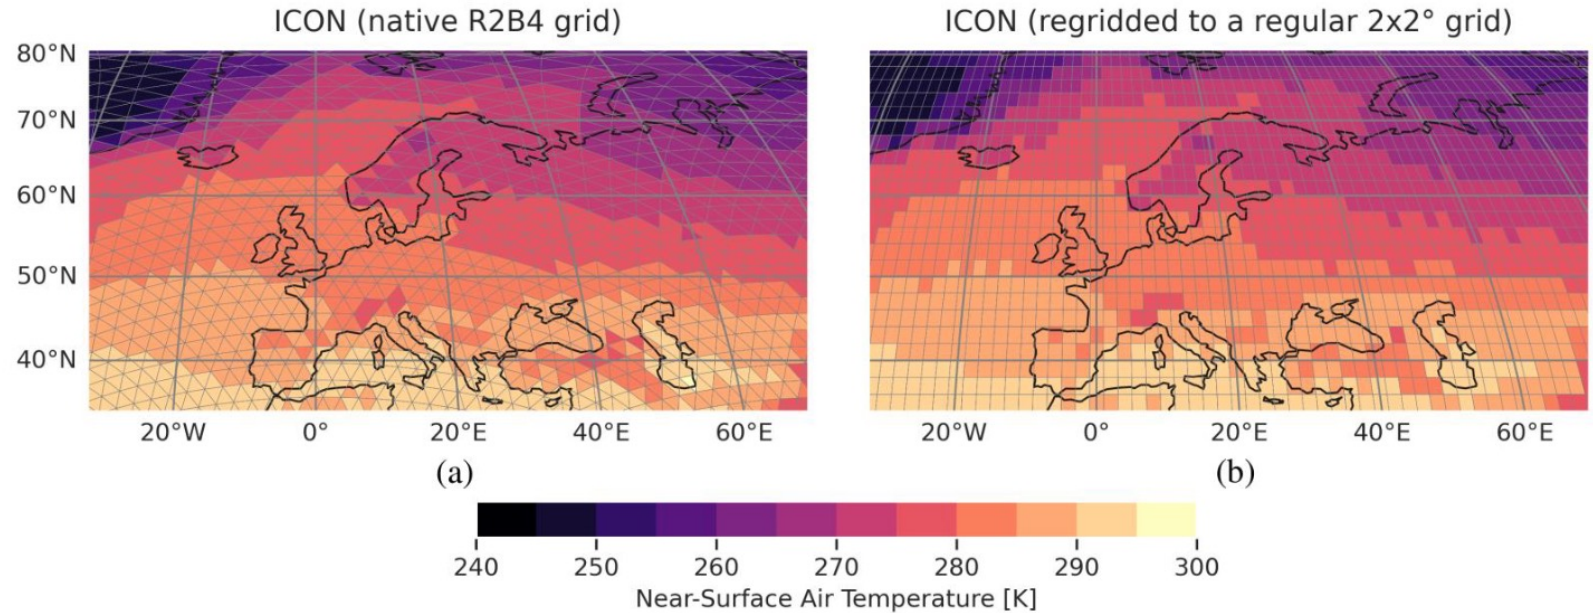 ICON (native R2B4 grid)
ICON (regridded to a regular 2x2° grid)
80°N
70°N
60°N
50°N
40°N
20°W 0° 20°E 40°E 60°E
20°W 0° 20°E 40°E 60°E
(a)
(b)
240 250 260 270 280 290 300
Near-Surface Air Temperature [K]